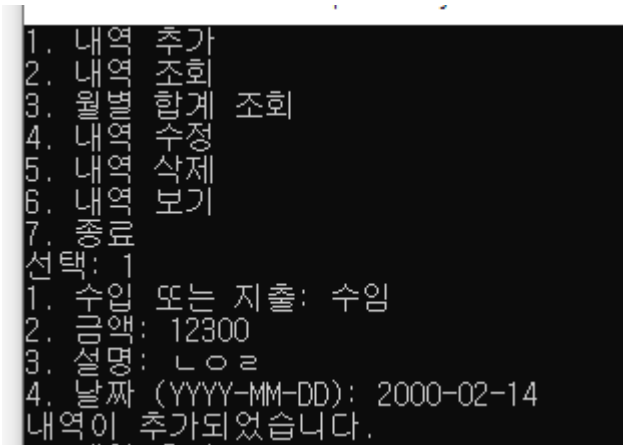 1. 내역 추가
2. 내역 조회
3. 월별 합계 조회
4. 내역 수정
5. 내역 삭제
6. 내역 보기
7. 종료
선택: 1
1. 수입 또는 지출: 수임
2. 금액: 12300
3. 설명: ㄴㅇㄹ
4. 날짜 (YYYY-MM-DD): 2000-02-14
내역이 추가되었습니다.